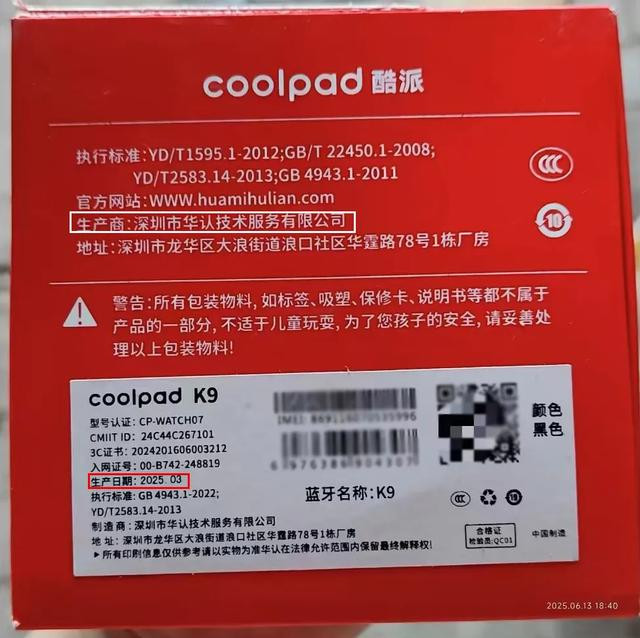 coolpad 酷派
执行标准:YD/T1595.1-2012;GB/T 22450.1-2008;
YD/T2583.14-2013;GB 4943.1-2011
官方网站:WWW.huamihulian.com
生产商:深圳市华认技术服务有限公司
地址:深圳市龙华区大浪街道浪口社区华霆路78号1栋厂房
10
警告:所有包装物料,如标签、吸塑、保修卡、说明书等都不属于
产品的一部分,不适于儿童玩耍,为了您孩子的安全,请妥善处
理以上包装物料!
coolpad K9
型号认证:CP-WATCH07
CMIIT ID: 24C44C267101
3C证书:2024201606003212
入网证号:00-B742-248819
生产日期:2025.03
执行标准:GB 4943.1-2022;
YD/T2583.14-2013
制造商:深圳市华认技术服务有限公司
地址:深圳市龙华区大浪街道浪口社区华霆路78号1栋厂房
▶所有印刷信息仅供参考请以实物为准华认在法律允许范围内保留最终解释权!
蓝牙名称:K9
颜色
黑色
合格证
检验员:QC01
中国制造
2025.06.13 18:40